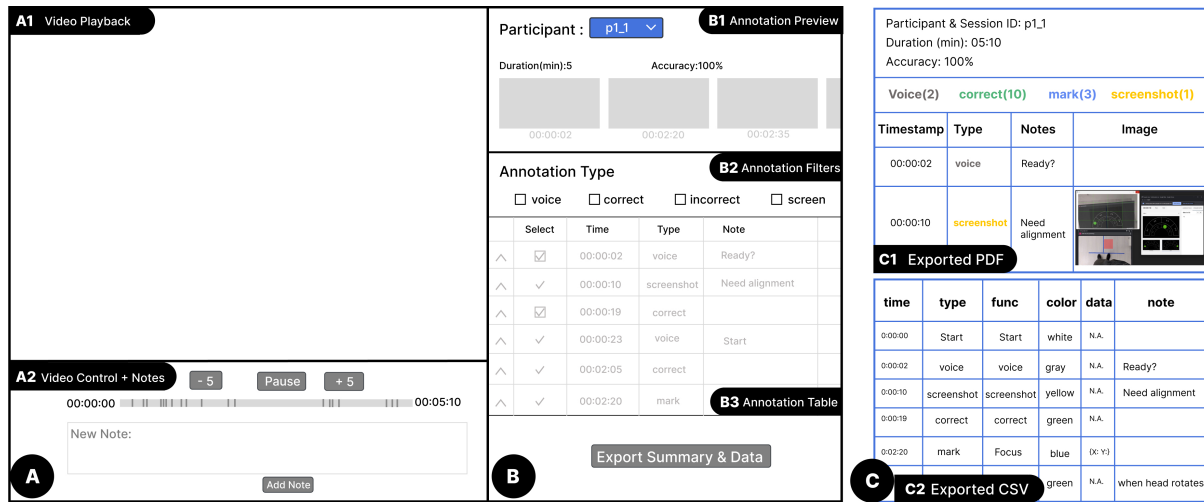 A1 Video Playback
A2 Video Control + Notes
- 5
Pause
+ 5
00:00:00
00:05:10
New Note:
Add Note
A
B1 Annotation Preview
Participant :
p1_1
Duration(min):5
Accuracy:100%
00:00:02
00:02:20
00:02:35
B2 Annotation Filters
Annotation Type
voice
correct
incorrect
screen
Select Time Type Note
00:00:02 voice Ready?
00:00:10 screenshot Need alignment
00:00:19 correct
00:00:23 voice Start
00:02:05 correct
00:02:20 mark
B3 Annotation Table
Export Summary & Data
B
Participant & Session ID: p1_1
Duration (min): 05:10
Accuracy: 100%
Voice(2) correct(10) mark(3) screenshot(1)
Timestamp Type Notes Image
00:00:02 voice Ready?
00:00:10 screenshot Need
alignment
C1 Exported PDF
time type func color data note
0:00:00 Start Start white N.A.
0:00:02 voice voice gray N.A. Ready?
0:00:10 screenshot screenshot yellow N.A. Need alignment
0:00:19 correct correct green N.A.
0:02:20 mark Focus blue (X: Y:)
green N.A. when head rotates
C2 Exported CSV
C